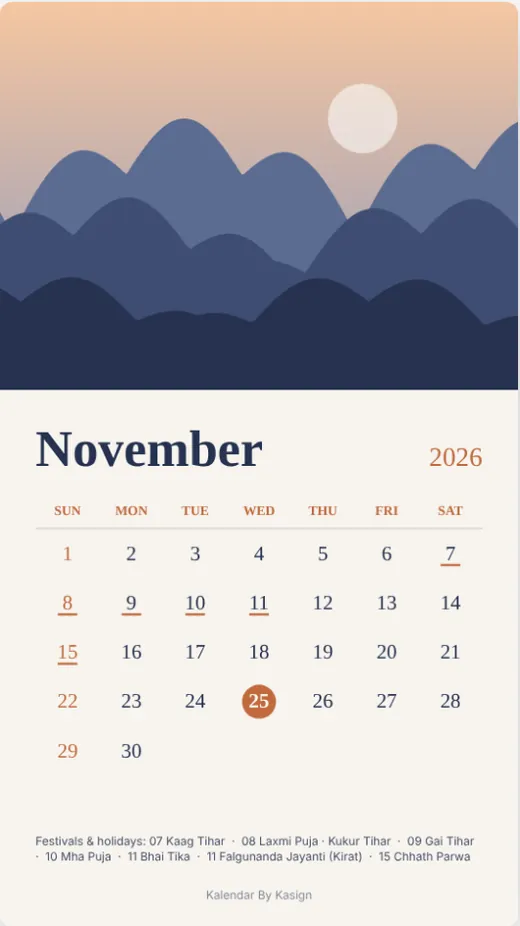 November
2026
SUN MON TUE WED THU FRI SAT
1 2 3 4 5 6 7
8 9 10 11 12 13 14
15 16 17 18 19 20 21
22 23 24 25 26 27 28
29 30
Festivals & holidays: 07 Kaag Tihar · 08 Laxmi Puja · Kukur Tihar · 09 Gai Tihar
· 10 Mha Puja · 11 Bhai Tika · 11 Falgunanda Jayanti (Kirat) · 15 Chhath Parwa
Kalendar By Kasign